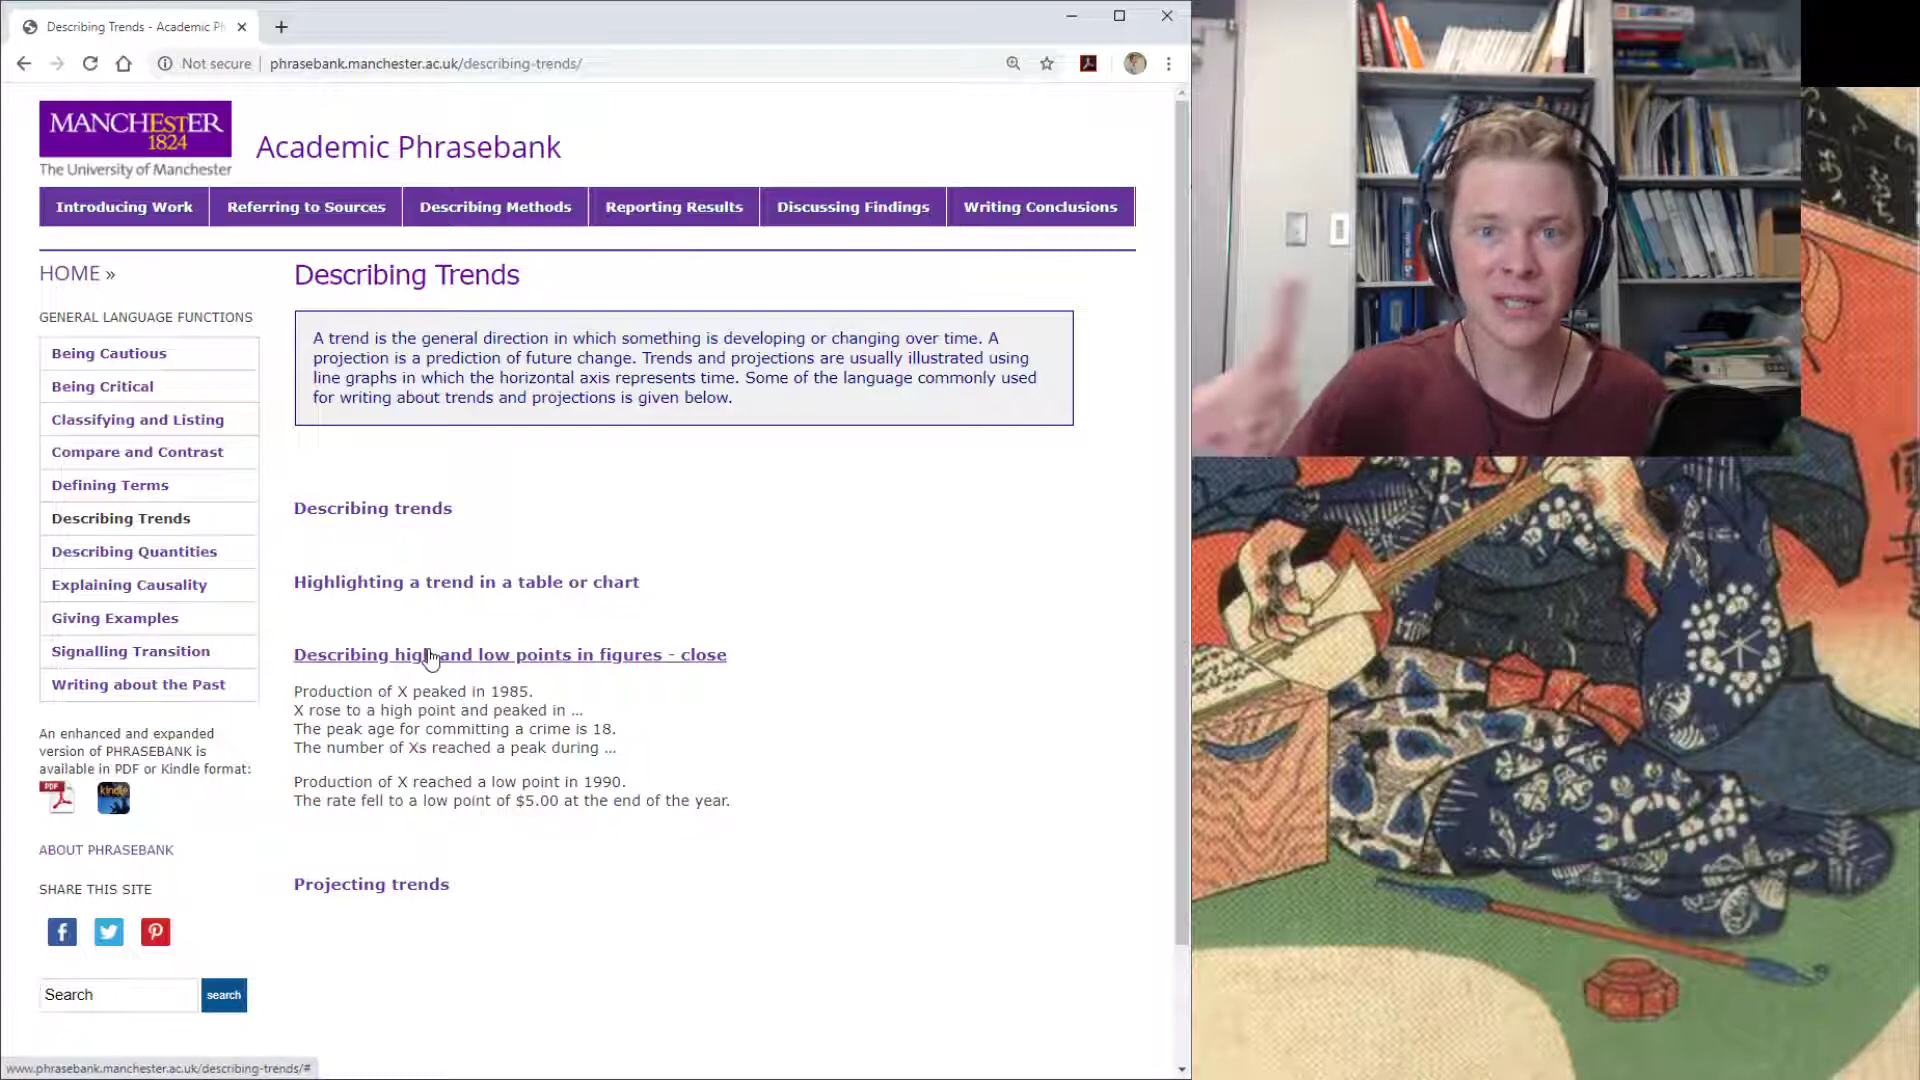 Describing Trends - Academic P
Not secure
phrasebank.manchester.ac.uk/describing-trends/
MANCHESTER
1824
The University of Manchester
Academic Phrasebank
Introducing Work
Referring to Sources
Describing Methods
Reporting Results
Discussing Findings
Writing Conclusions
HOME »
GENERAL LANGUAGE FUNCTIONS
Being Cautious
Being Critical
Classifying and Listing
Compare and Contrast
Defining Terms
Describing Trends
Describing Quantities
Explaining Causality
Giving Examples
Signalling Transition
Writing about the Past
An enhanced and expanded
version of PHRASEBANK is
available in PDF or Kindle format:
PDF
kindle
ABOUT PHRASEBANK
SHARE THIS SITE
Search
search
Describing Trends
A trend is the general direction in which something is developing or changing over time. A
projection is a prediction of future change. Trends and projections are usually illustrated using
line graphs in which the horizontal axis represents time. Some of the language commonly used
for writing about trends and projections is given below.
Describing trends
Highlighting a trend in a table or chart
Describing high and low points in figures - close
Production of X peaked in 1985.
X rose to a high point and peaked in ...
The peak age for committing a crime is 18.
The number of Xs reached a peak during ...
Production of X reached a low point in 1990.
The rate fell to a low point of $5.00 at the end of the year.
Projecting trends
www.phrasebank.manchester.ac.uk/describing-trends/#